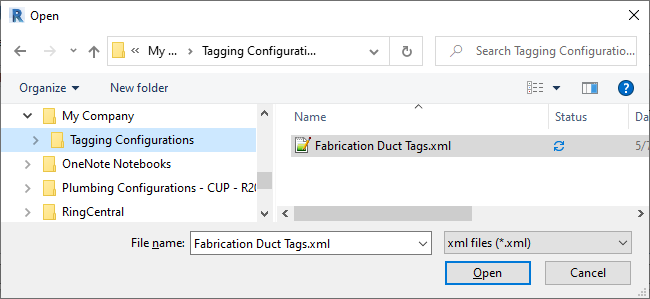 R Open
« My ... > Tagging Configurati... >
Search Tagging Configuratio...
Organize
New folder
?
My Company
Tagging Configurations
OneNote Notebooks
Plumbing Configurations - CUP - R20
RingCentral
Name
Status
Da
Fabrication Duct Tags.xml
5/7
File name:
Fabrication Duct Tags.xml
xml files (*.xml)
Open
Cancel